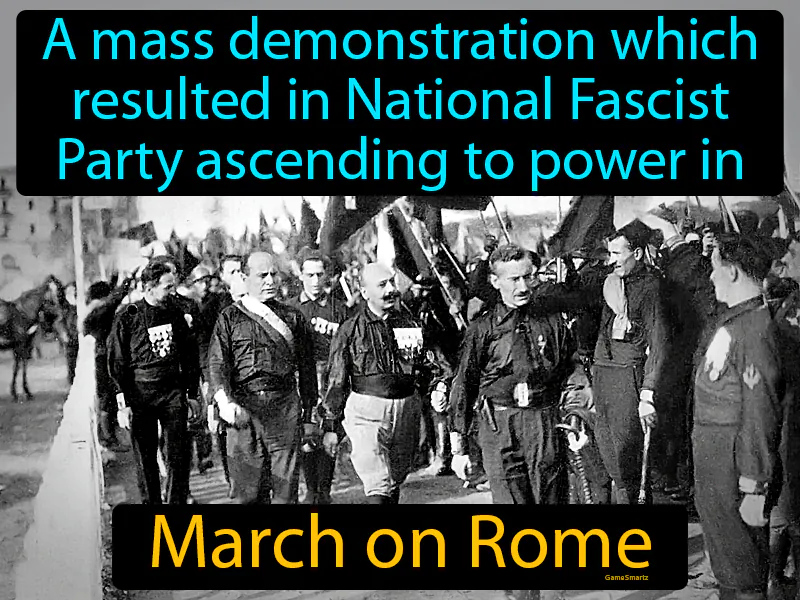 A mass demonstration which
resulted in National Fascist
Party ascending to power in
March on Rome
GameSmartz